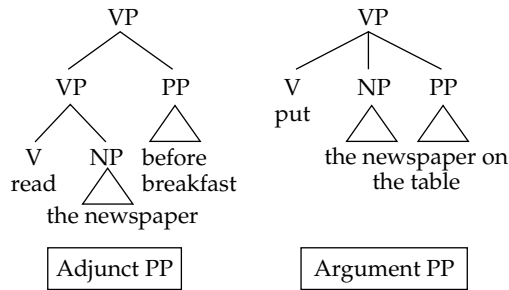 VP VP
VP PP V NP PP
put
V NP before the newspaper on
read breakfast the table
the newspaper
Adjunct PP Argument PP